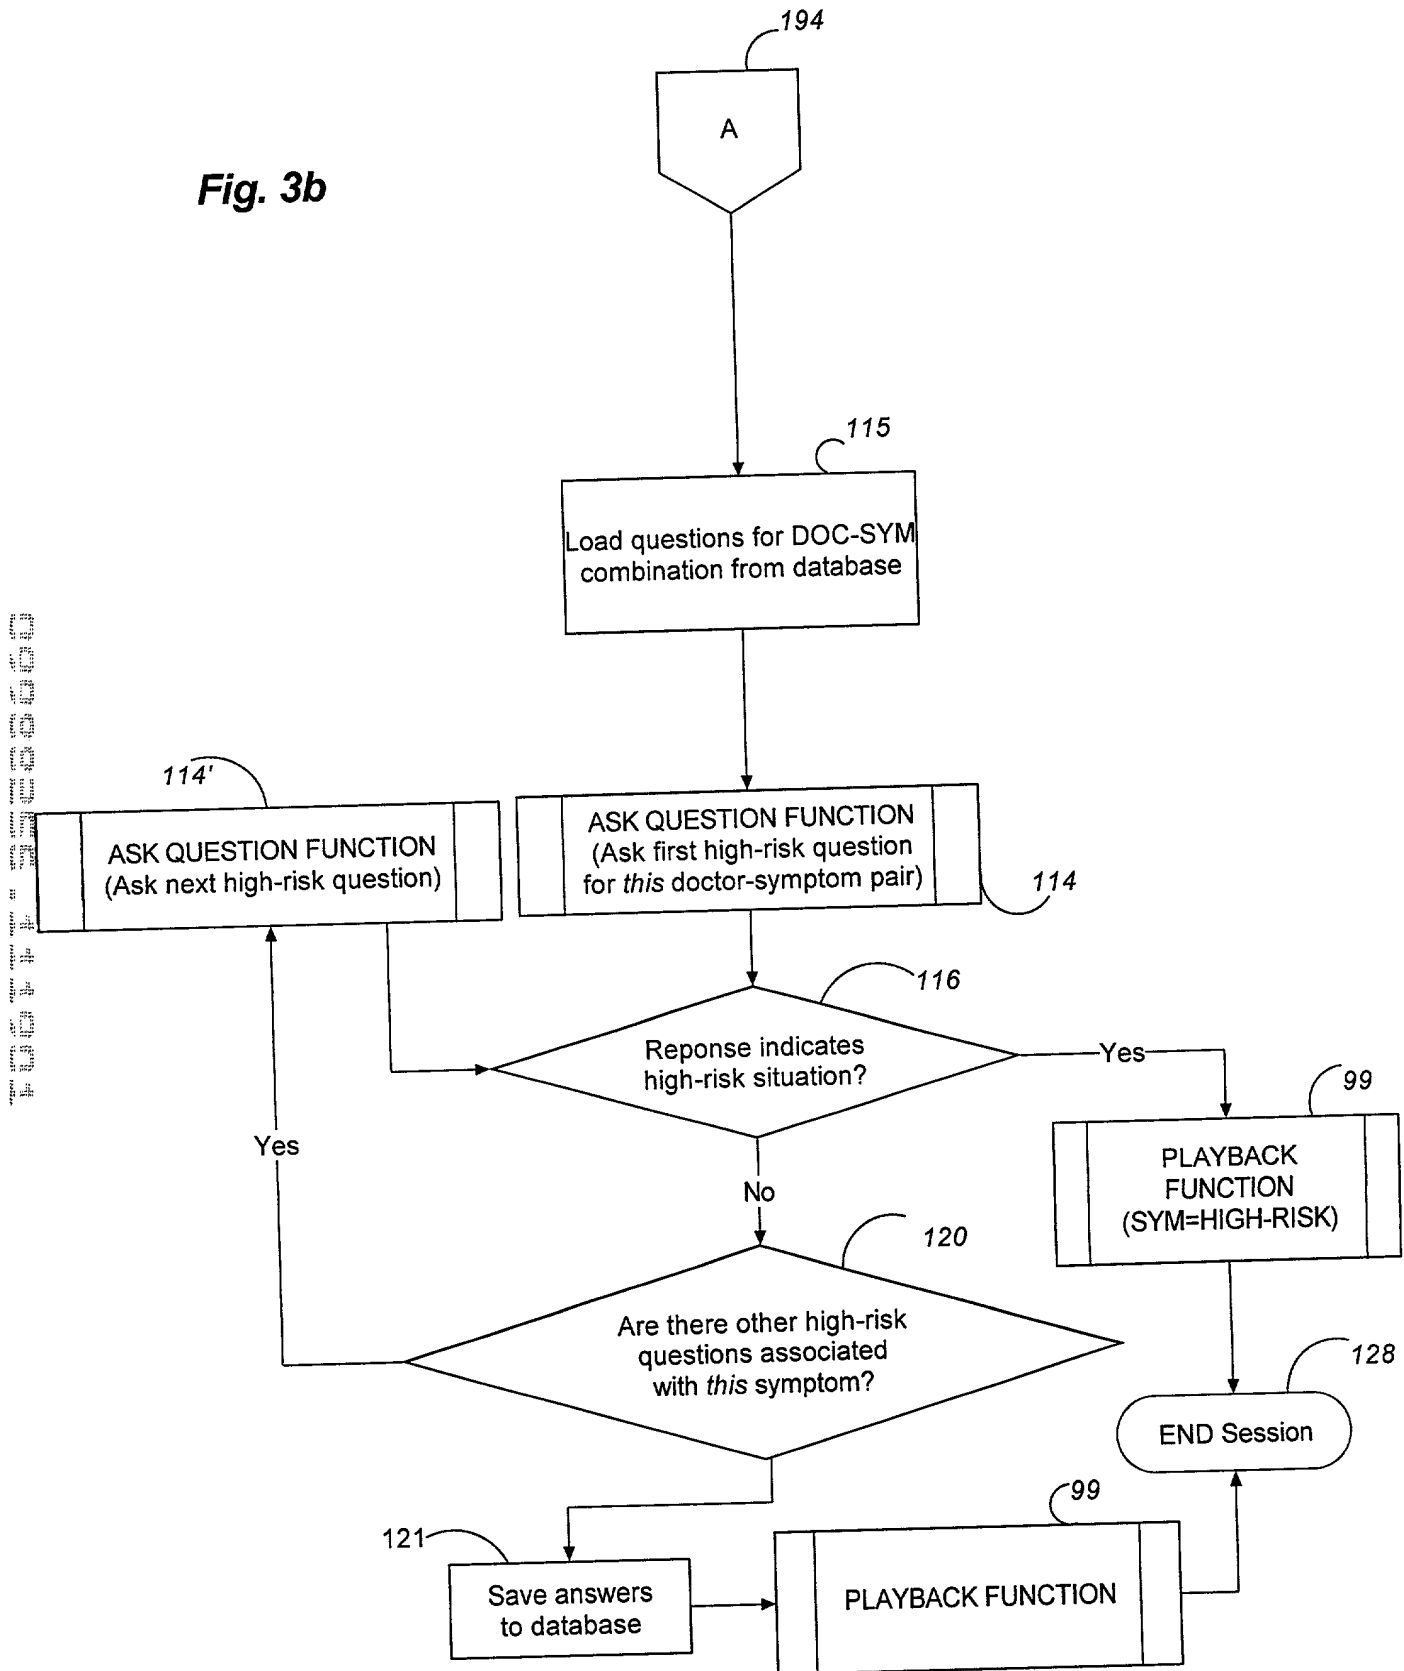 194
A
Fig. 3b
115
Load questions for DOC-SYM
combination from database
114'
ASK QUESTION FUNCTION
(Ask next high-risk question)
ASK QUESTION FUNCTION
(Ask first high-risk question
for this doctor-symptom pair)
114
116
Reponse indicates
high-risk situation?
Yes
99
PLAYBACK
FUNCTION
(SYM=HIGH-RISK)
Yes
No
120
Are there other high-risk
questions associated
with this symptom?
128
END Session
121
Save answers
to database
99
PLAYBACK FUNCTION